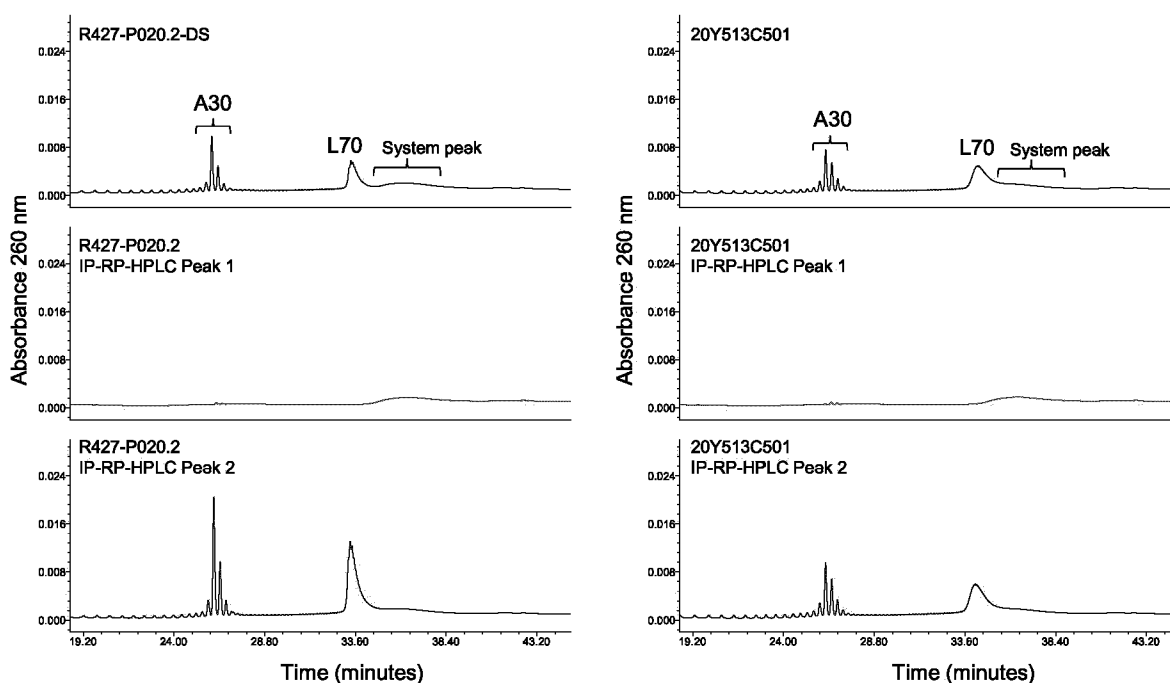 R427-P020.2-DS
0.024
0.016
0.008
0.000
A30
L70
System peak
R427-P020.2
IP-RP-HPLC Peak 1
0.024
0.016
0.008
0.000
R427-P020.2
IP-RP-HPLC Peak 2
0.024
0.016
0.008
0.000
19.20 24.00 28.80 33.60 38.40 43.20
Absorbance 260 nm
Time (minutes)
20Y513C501
0.024
0.016
0.008
0.000
A30
L70
System peak
20Y513C501
IP-RP-HPLC Peak 1
0.024
0.016
0.008
0.000
20Y513C501
IP-RP-HPLC Peak 2
0.024
0.016
0.008
0.000
19.20 24.00 28.80 33.60 38.40 43.20
Absorbance 260 nm
Time (minutes)